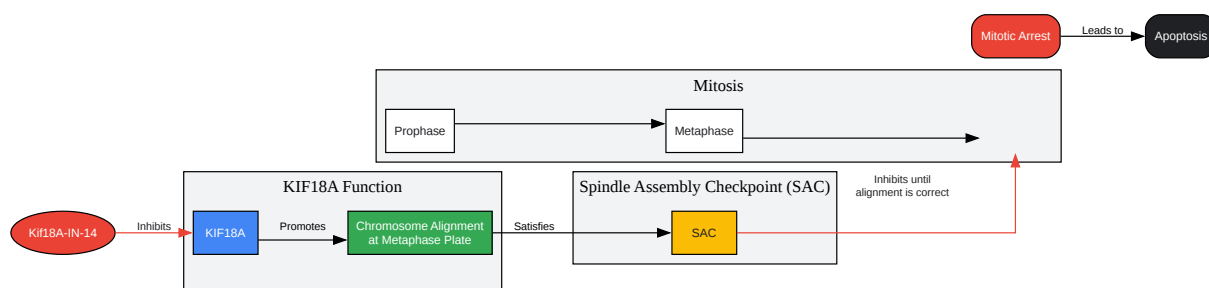 Mitotic Arrest
Leads to
Apoptosis
Mitosis
Prophase
Metaphase
Inhibits until
alignment is correct
KIF18A Function
Spindle Assembly Checkpoint (SAC)
Kif18A-IN-14
Inhibits
KIF18A
Promotes
Chromosome Alignment
at Metaphase Plate
Satisfies
SAC